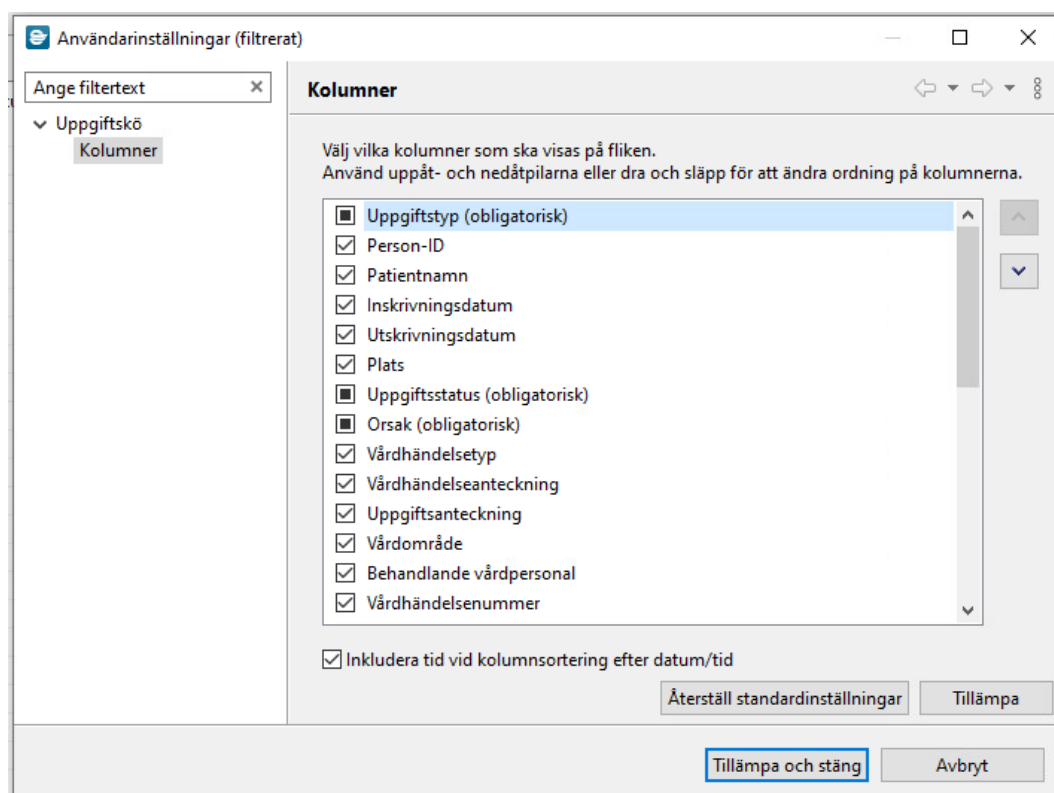 Användarinställningar (filtrerat)
Ange filtertext
Uppgiftskö
Kolumner
Kolumner
Välj vilka kolumner som ska visas på fliken.
Använd uppåt- och nedåtpilarna eller dra och släpp för att ändra ordning på kolumnerna.
Uppgiftstyp (obligatorisk)
Person-ID
Patientnamn
Inskrivningsdatum
Utskrivningsdatum
Plats
Uppgiftsstatus (obligatorisk)
Orsak (obligatorisk)
Vårdhändelsetyp
Vårdhändelseanteckning
Uppgiftsanteckning
Vårdområde
Behandlande vårdpersonal
Vårdhändelsenummer
Inkludera tid vid kolumnsortering efter datum/tid
Återställ standardinställningar
Tillämpa
Tillämpa och stäng
Avbryt